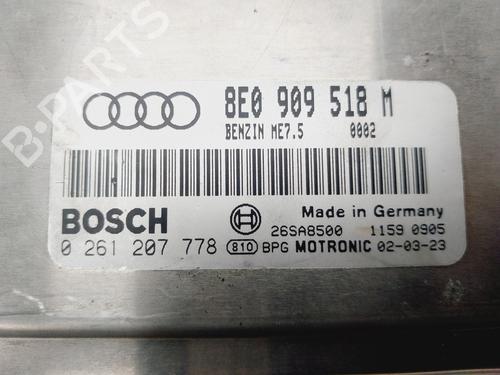 B-PARTS
8E0 909 518 M
BENZIN ME7.5 0002
BOSCH
Made in Germany
26SA8500 1159 0905
0 261 207 778 810 BPG MOTRONIC 02-03-23